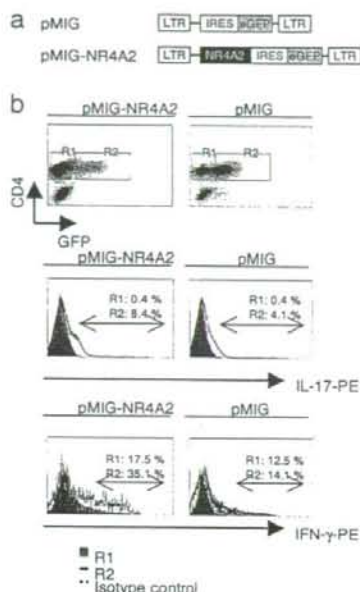 a
pMIG
LTR IRES eGFP LTR
pMIG-NR4A2
LTR NR4A2 IRES eGFP LTR
b
pMIG-NR4A2 pMIG
R1 R2 R1 R2
CD4
GFP
pMIG-NR4A2 pMIG
R1: 0.4 % R1: 0.4 %
R2: 8.4 % R2: 4.1 %
IL-17-PE
pMIG-NR4A2 pMIG
R1: 17.5 % R1: 12.5 %
R2: 35.1 % R2: 14.1 %
IFN-γ-PE
R1
R2
Isotype control